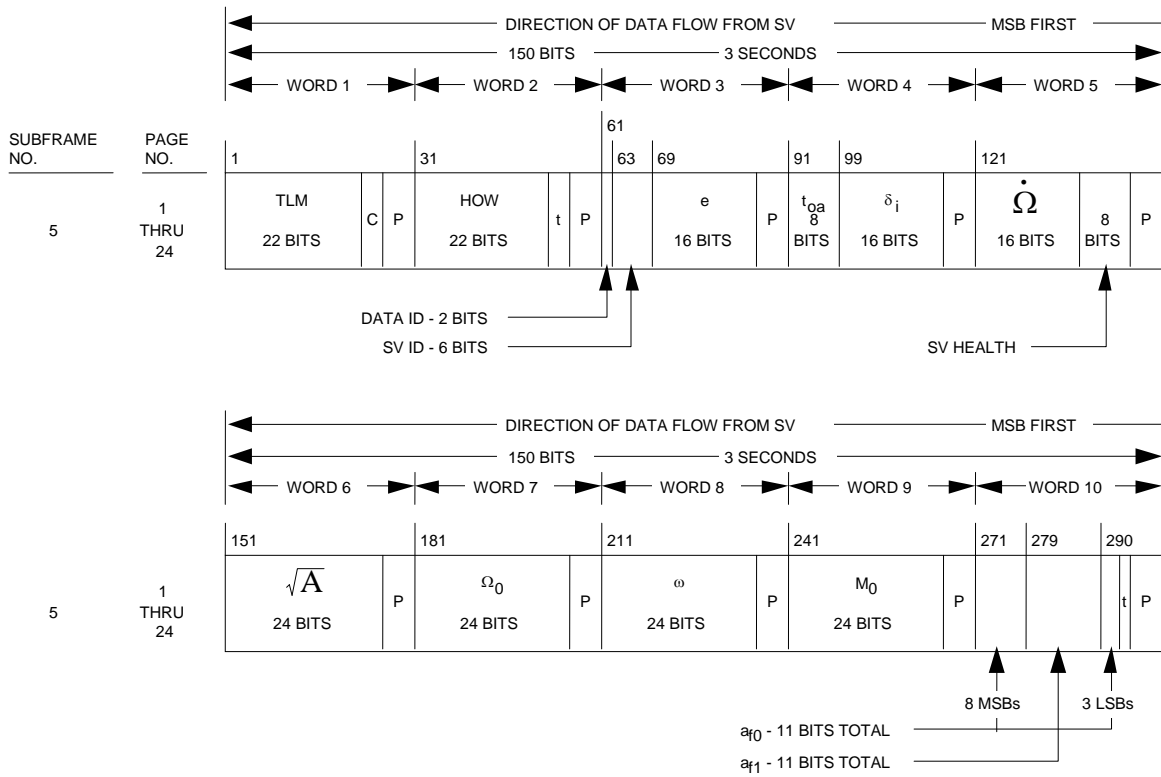 DIRECTION OF DATA FLOW FROM SV MSB FIRST
150 BITS 3 SECONDS
WORD 1 WORD 2 WORD 3 WORD 4 WORD 5
61
SUBFRAME NO. PAGE NO.
1 31 63 69 91 99 121
5
1 THRU 24
TLM 22 BITS
C
P
HOW 22 BITS
t
P
e 16 BITS
P
tₒₐ 8 BITS
δᵢ 16 BITS
P
Ω̇ 16 BITS
8 BITS
P
DATA ID - 2 BITS
SV ID - 6 BITS
SV HEALTH
DIRECTION OF DATA FLOW FROM SV MSB FIRST
150 BITS 3 SECONDS
WORD 6 WORD 7 WORD 8 WORD 9 WORD 10
151 181 211 241 271 279 290
5
1 THRU 24
√A 24 BITS
P
Ω₀ 24 BITS
P
ω 24 BITS
P
M₀ 24 BITS
P
t
P
8 MSBs 3 LSBs
a_f0 - 11 BITS TOTAL
a_f1 - 11 BITS TOTAL